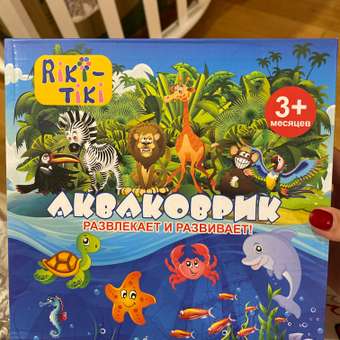 Riki-
tiki
3+
месяцев
АКВАКОВРИК
РАЗВЛЕКАЕТ И РАЗВИВАЕТ!